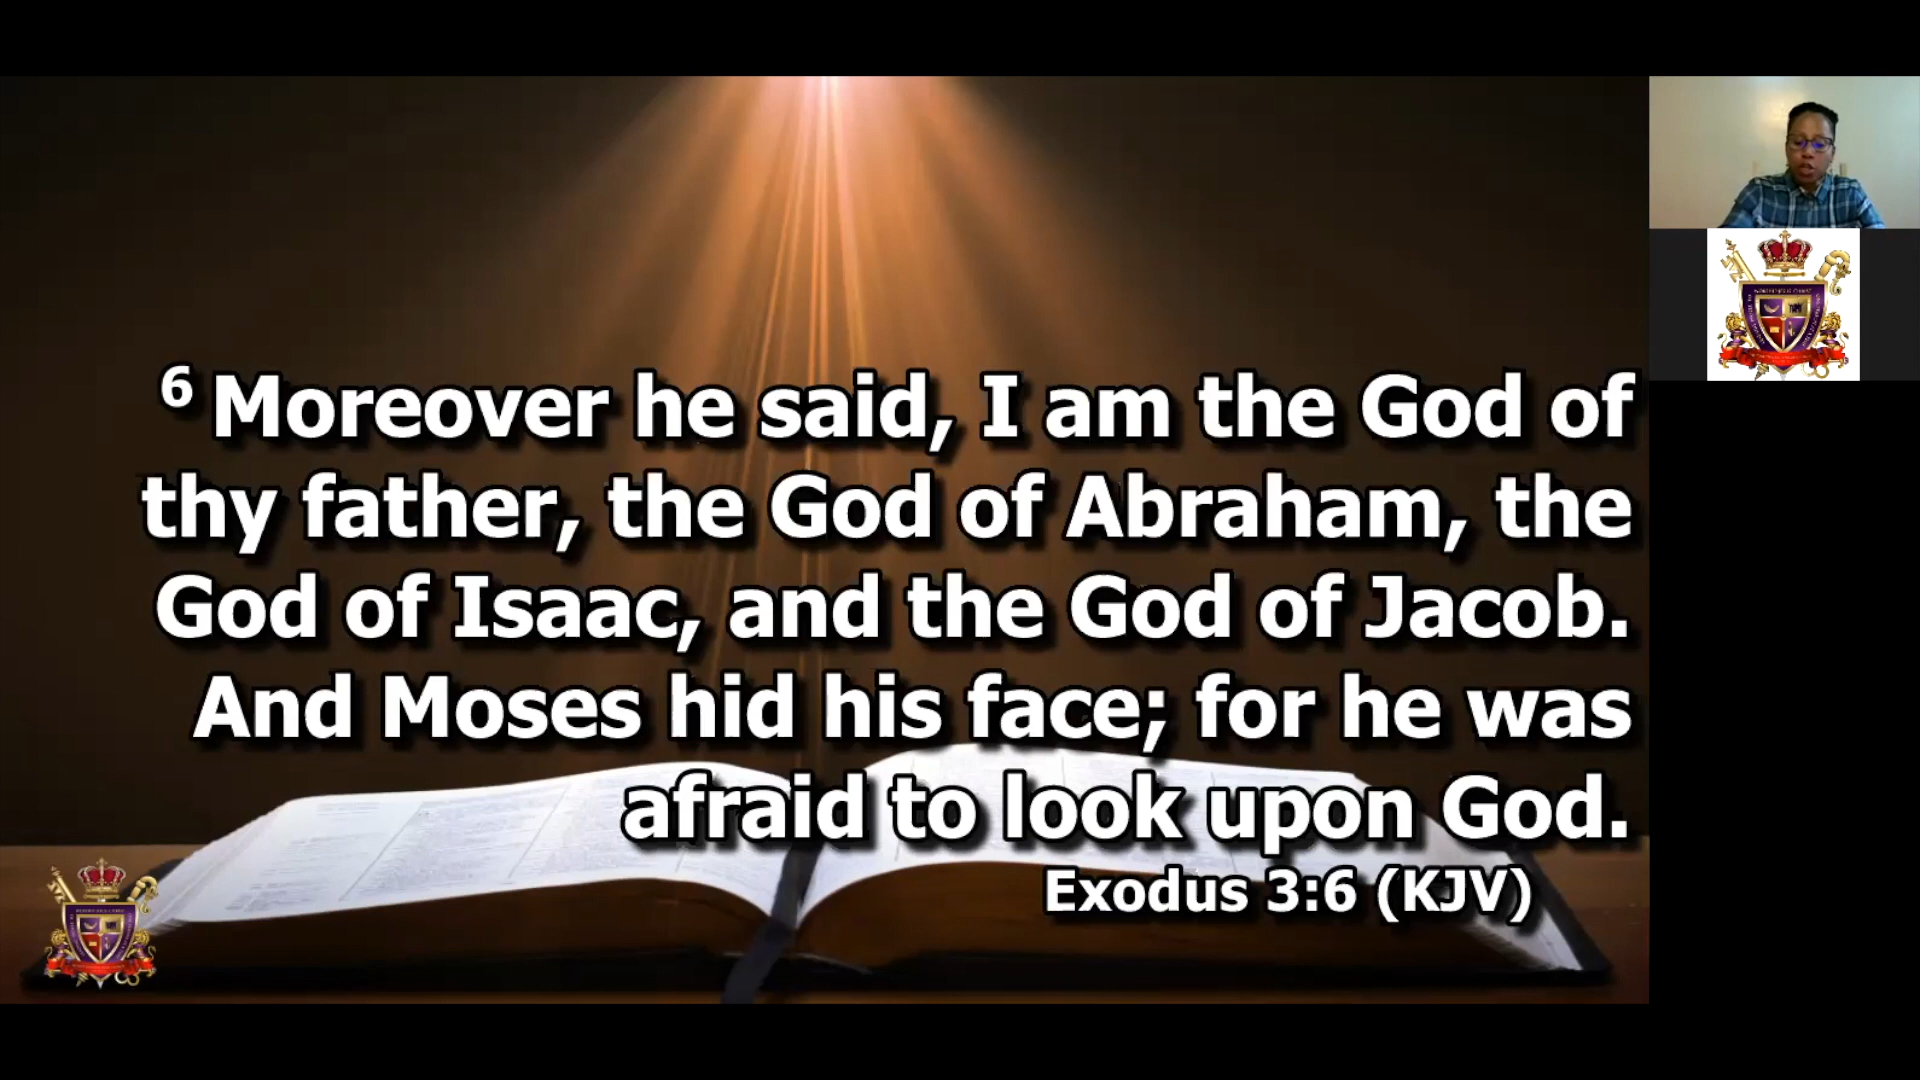 6 Moreover he said, I am the God of
thy father, the God of Abraham, the
God of Isaac, and the God of Jacob.
And Moses hid his face; for he was
afraid to look upon God.
Exodus 3:6 (KJV)